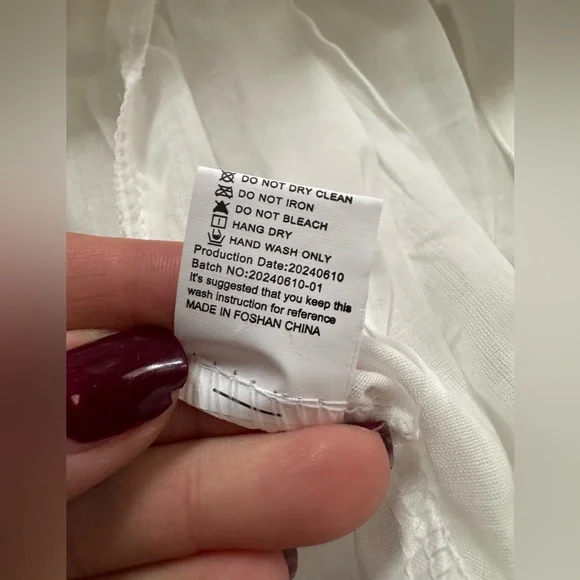 DO NOT DRY CLEAN
DO NOT IRON
DO NOT BLEACH
HANG DRY
HAND WASH ONLY
Production Date:20240610
Batch NO:20240610-01
It's suggested that you keep this
wash instruction for reference
MADE IN FOSHAN CHINA